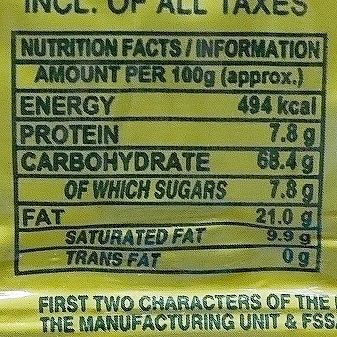 INCL. OF ALL TAXES
NUTRITION FACTS / INFORMATION
AMOUNT PER 100g (approx.)
ENERGY 494 kcal
PROTEIN 7.8 g
CARBOHYDRATE 68.4 g
OF WHICH SUGARS 7.8 g
FAT 21.0 g
SATURATED FAT 9.9 g
TRANS FAT 0 g
FIRST TWO CHARACTERS OF THE
THE MANUFACTURING UNIT & FSS